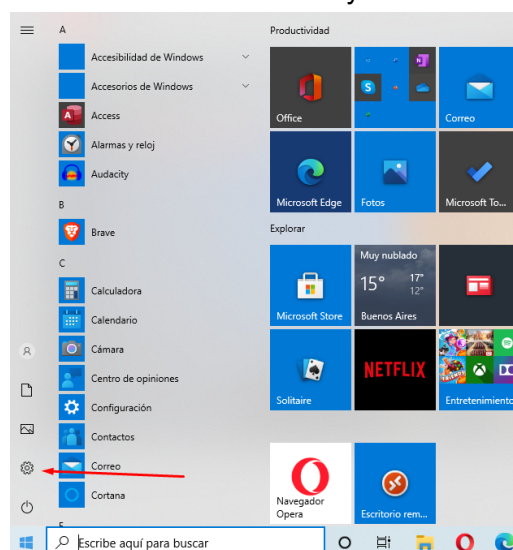 A
Accesibilidad de Windows
Accesorios de Windows
Access
Alarmas y reloj
Audacity
B
Brave
C
Calculadora
Calendario
Cámara
Centro de opiniones
Configuración
Contactos
Correo
Cortana
Productividad
Office
Correo
Microsoft Edge
Fotos
Microsoft To...
Explorar
Microsoft Store
Muy nublado
15° 17°
12°
Buenos Aires
Solitaire
NETFLIX
Entretenimiento
Navegador
Opera
Escritorio rem...
Escribe aquí para buscar